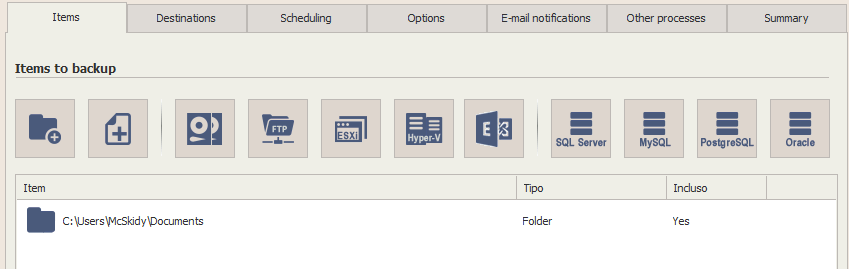 Items Destinations Scheduling Options E-mail notifications Other processes Summary
Items to backup
FTP ESXi Hyper-V E SQL Server MySQL PostgreSQL Oracle
Item Tipo Incluso
C:\Users\McSkidy\Documents Folder Yes